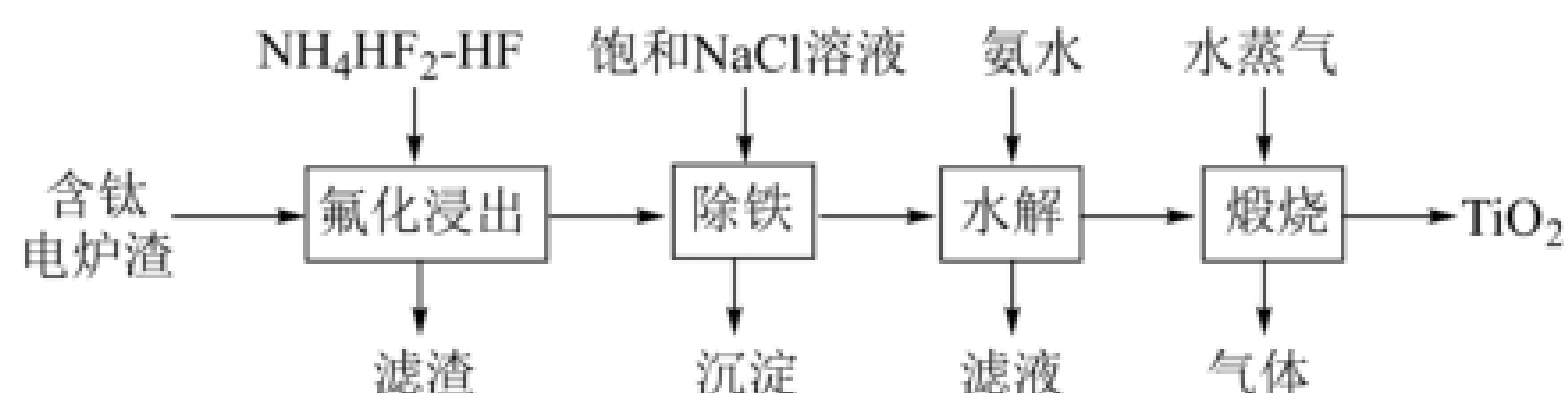 NH₄HF₂-HF 饱和NaCl溶液 氨水 水蒸气
含钛
电炉渣
氟化浸出 除铁 水解 煅烧 TiO₂
滤渣 沉淀 滤液 气体